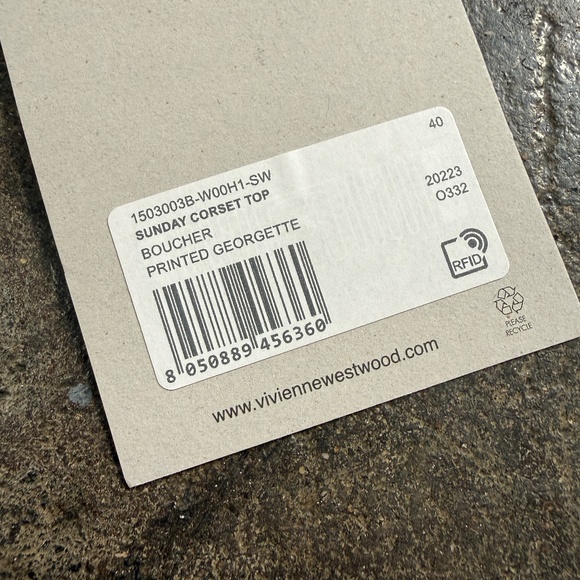 1503003B-W00H1-SW
40
SUNDAY CORSET TOP
20223
BOUCHER
O332
PRINTED GEORGETTE
RFID
8 050889 456360
PLEASE
RECYCLE
www.viviennewestwood.com